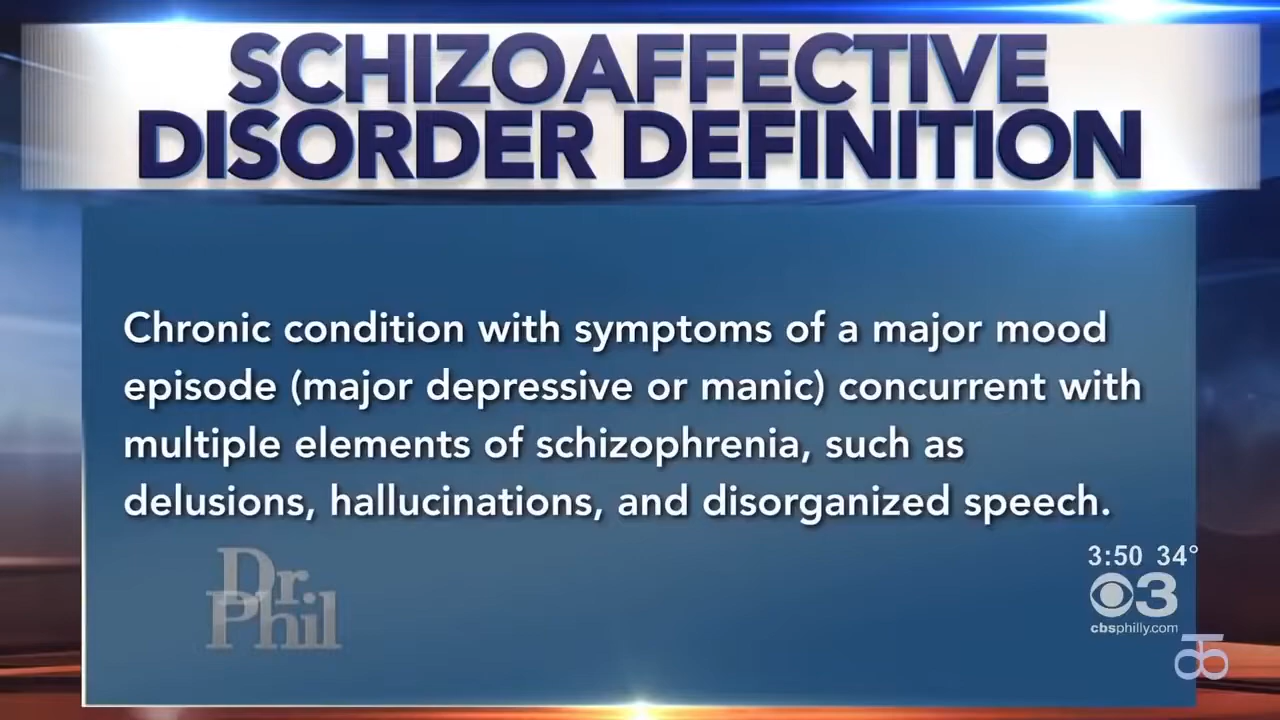 SCHIZOAFFECTIVE
DISORDER DEFINITION
Chronic condition with symptoms of a major mood
episode (major depressive or manic) concurrent with
multiple elements of schizophrenia, such as
delusions, hallucinations, and disorganized speech.
Dr.
Phil
3:50 34°
3
cbsphilly.com